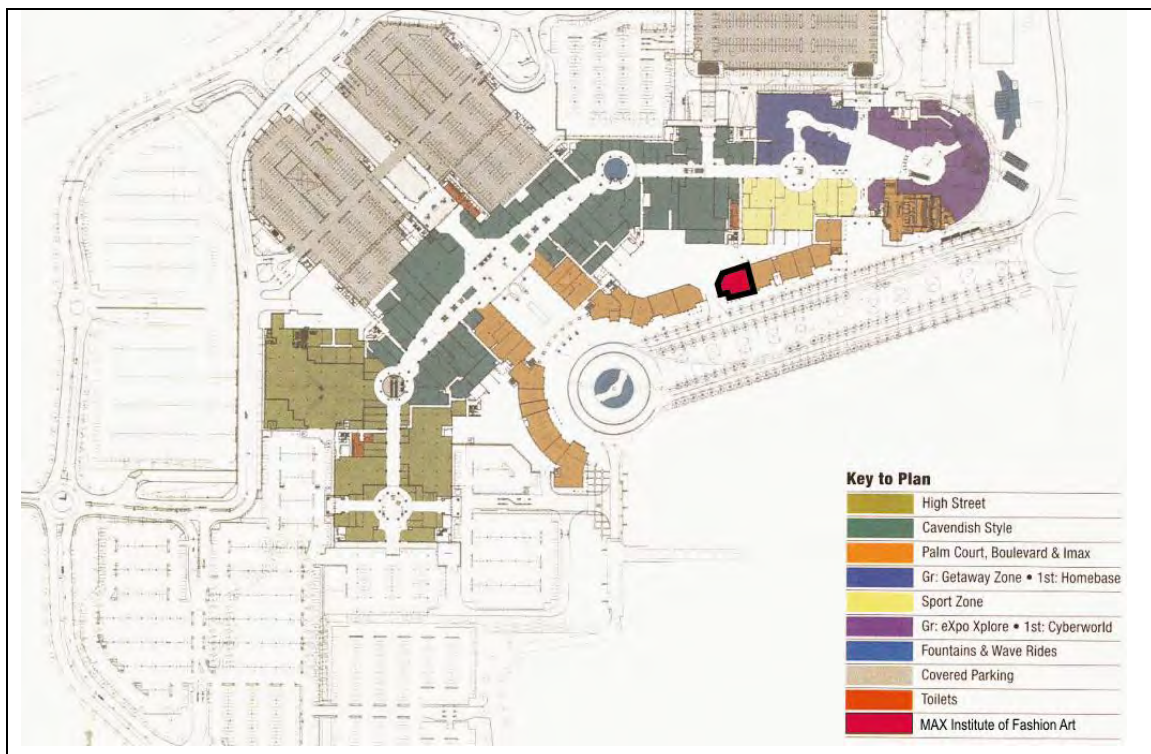 Key to Plan
High Street
Cavendish Style
Palm Court, Boulevard & Imax
Gr: Getaway Zone • 1st: Homebase
Sport Zone
Gr: eXpo Xplore • 1st: Cyberworld
Fountains & Wave Rides
Covered Parking
Toilets
MAX Institute of Fashion Art